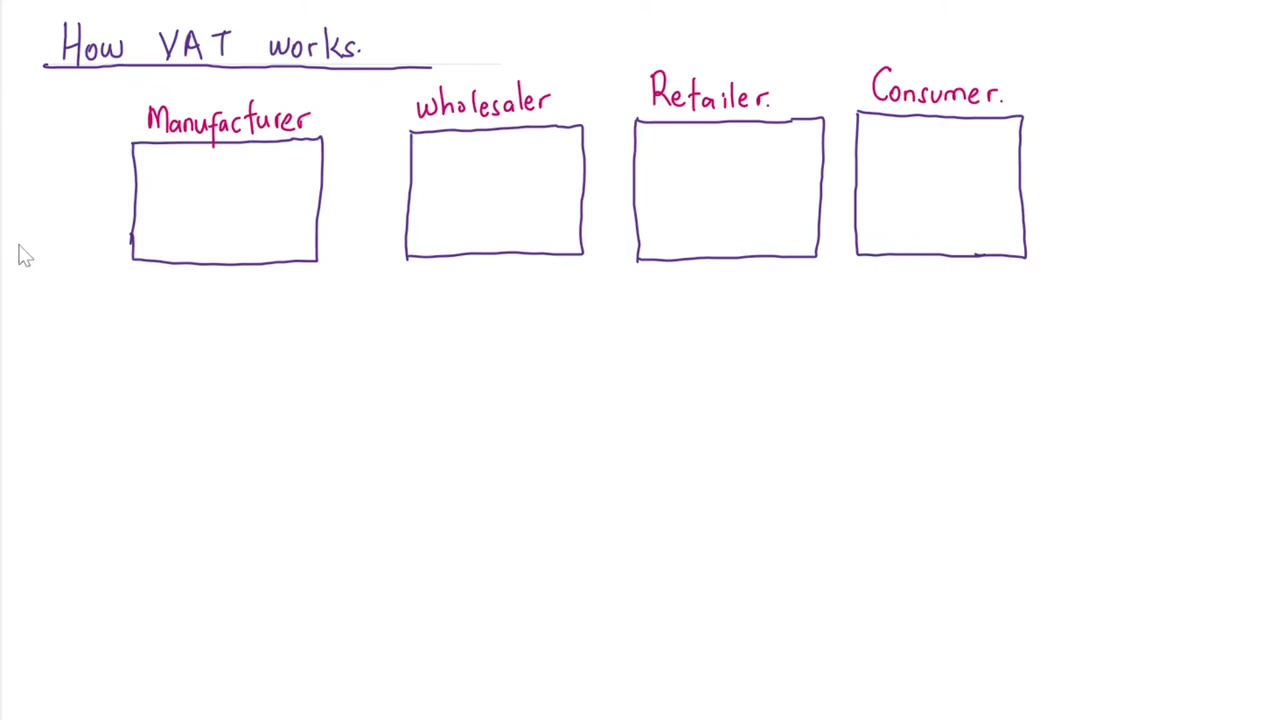 How VAT works.
Manufacturer
wholesaler
Retailer.
Consumer.